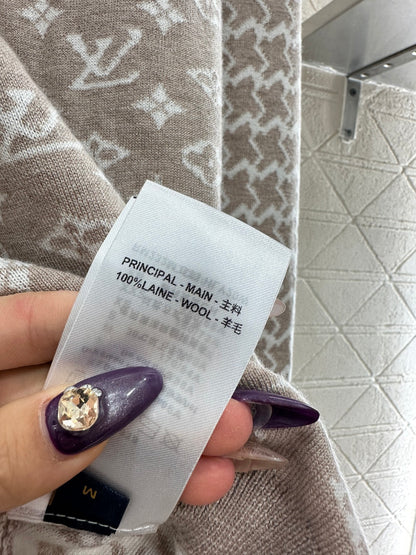 PRINCIPAL - MAIN - 主料
100%LAINE - WOOL - 羊毛
M